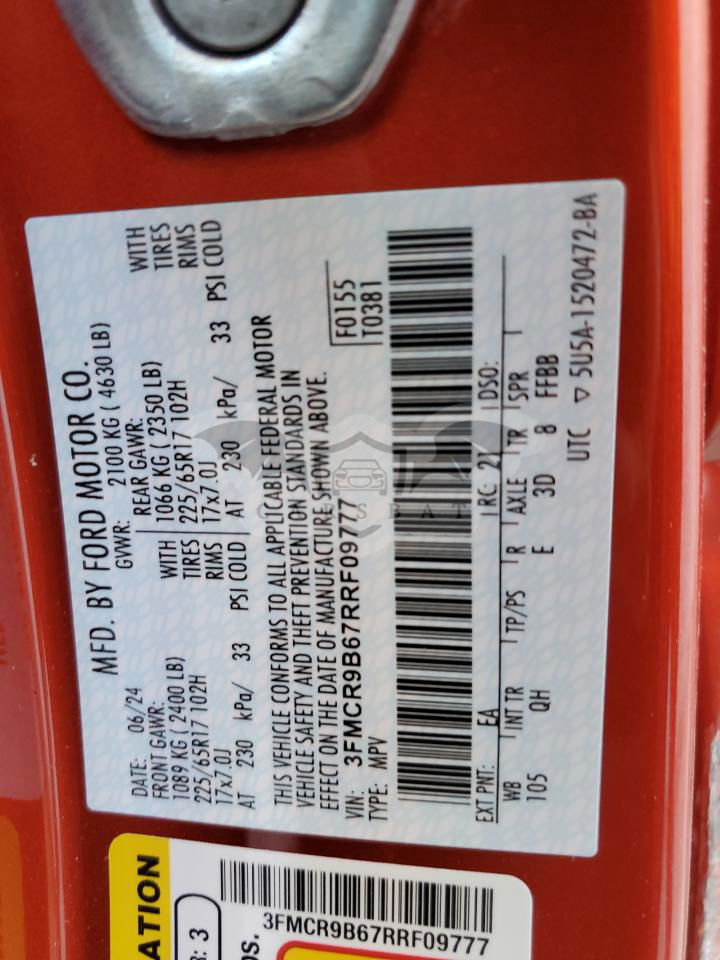 MFD. BY FORD MOTOR CO.
DATE: 06/24 GVWR: 2100 KG ( 4630 LB)
FRONT GAWR: REAR GAWR:
1089 KG ( 2400 LB) WITH 1066 KG ( 2350 LB) WITH
225/65R17 102H TIRES 225/65R17 102H TIRES
17x7.0J RIMS 17x7.0J RIMS
AT 230 kPa/ 33 PSI COLD AT 230 kPa/ 33 PSI COLD
THIS VEHICLE CONFORMS TO ALL APPLICABLE FEDERAL MOTOR
VEHICLE SAFETY AND THEFT PREVENTION STANDARDS IN
EFFECT ON THE DATE OF MANUFACTURE SHOWN ABOVE.
VIN: 3FMCR9B67RRF09777 F0155
TYPE: MPV T0381
EXT PNT: EA RC: 21 DSO:
WB INT TR TP/PS R AXLE TR SPR
105 QH E 3D 8 FFBB
UTC ▽ 5U5A-1520472-BA
ATION
: 3
os.
3FMCR9B67RRF09777